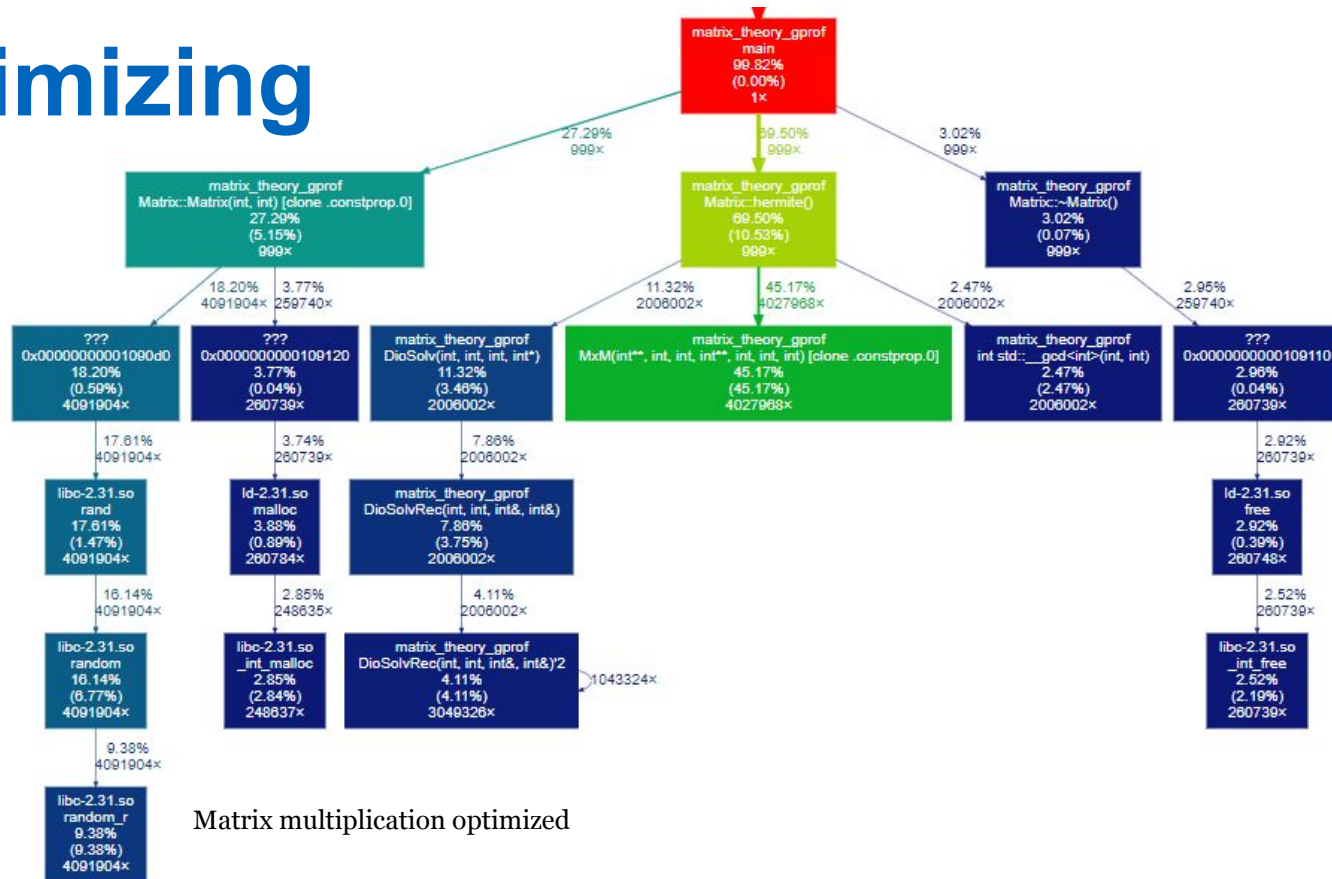 imizing
matrix_theory_gprof
main
99.82%
(0.00%)
1×
27.29%
999×
69.50%
999×
3.02%
999×
matrix_theory_gprof
Matrix::Matrix(int, int) [clone .constprop.0]
27.29%
(5.15%)
999×
matrix_theory_gprof
Matrix::hermite()
69.50%
(10.53%)
999×
matrix_theory_gprof
Matrix::~Matrix()
3.02%
(0.07%)
999×
18.20%
4091904×
3.77%
259740×
11.32%
2006002×
45.17%
4027968×
2.47%
2006002×
2.95%
259740×
???
0x00000000001090d0
18.20%
(0.59%)
4091904×
???
0x0000000000109120
3.77%
(0.04%)
260739×
matrix_theory_gprof
DioSolv(int, int, int, int*)
11.32%
(3.46%)
2006002×
matrix_theory_gprof
MxM(int**, int, int, int**, int, int, int) [clone .constprop.0]
45.17%
(45.17%)
4027968×
matrix_theory_gprof
int std::__gcd<int>(int, int)
2.47%
(2.47%)
2006002×
???
0x0000000000109110
2.96%
(0.04%)
260739×
17.61%
4091904×
3.74%
260739×
7.86%
2006002×
2.92%
260739×
libc-2.31.so
rand
17.61%
(1.47%)
4091904×
ld-2.31.so
malloc
3.88%
(0.89%)
260784×
matrix_theory_gprof
DioSolvRec(int, int, int&, int&)
7.86%
(3.75%)
2006002×
ld-2.31.so
free
2.92%
(0.39%)
260748×
16.14%
4091904×
2.85%
248635×
4.11%
2006002×
2.52%
260739×
libc-2.31.so
random
16.14%
(6.77%)
4091904×
libc-2.31.so
_int_malloc
2.85%
(2.84%)
248637×
matrix_theory_gprof
DioSolvRec(int, int, int&, int&)'2
4.11%
(4.11%)
3049326×
1043324×
libc-2.31.so
_int_free
2.52%
(2.19%)
260739×
9.38%
4091904×
libc-2.31.so
random_r
9.38%
(9.38%)
4091904×
Matrix multiplication optimized